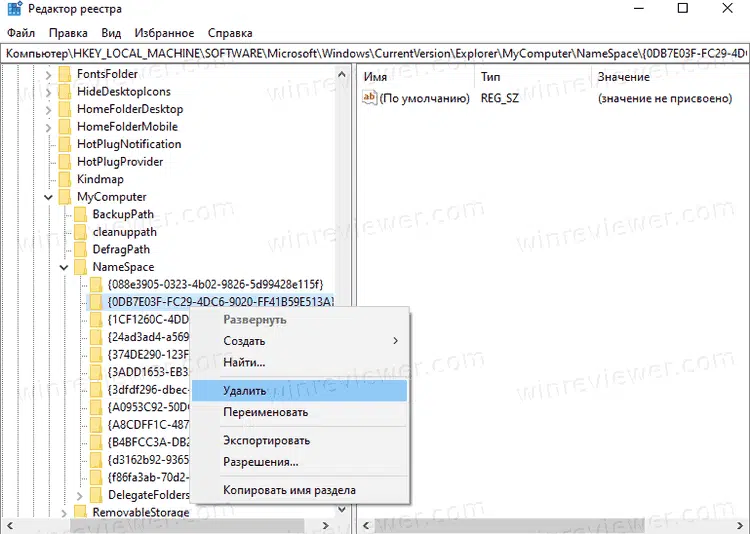 Редактор реестра
Файл Правка Вид Избранное Справка
Компьютер\HKEY_LOCAL_MACHINE\SOFTWARE\Microsoft\Windows\CurrentVersion\Explorer\MyComputer\NameSpace\{0DB7E03F-FC29-4DC
FontsFolder
HideDesktopIcons
HomeFolderDesktop
HomeFolderMobile
HotPlugNotification
HotPlugProvider
Kindmap
MyComputer
BackupPath
cleanuppath
DefragPath
NameSpace
{088e3905-0323-4b02-9826-5d99428e115f}
{0DB7E03F-FC29-4DC6-9020-FF41B59E513A}
{1CF1260C-4DD
{24ad3ad4-a569
{374DE290-123F
{3ADD1653-EB3
{3dfdf296-dbec-
{A0953C92-50D
{A8CDFF1C-487
{B4BFCC3A-DB2
{d3162b92-9365
{f86fa3ab-70d2-
DelegateFolders
RemovableStorage
Имя Тип Значение
(По умолчанию) REG_SZ (значение не присвоено)
Развернуть
Создать
Найти...
Удалить
Переименовать
Экспортировать
Разрешения...
Копировать имя раздела
winreviewer.com
winreviewer.com
winreviewer.com
winreviewer.com
winreviewer.com
winreviewer.com